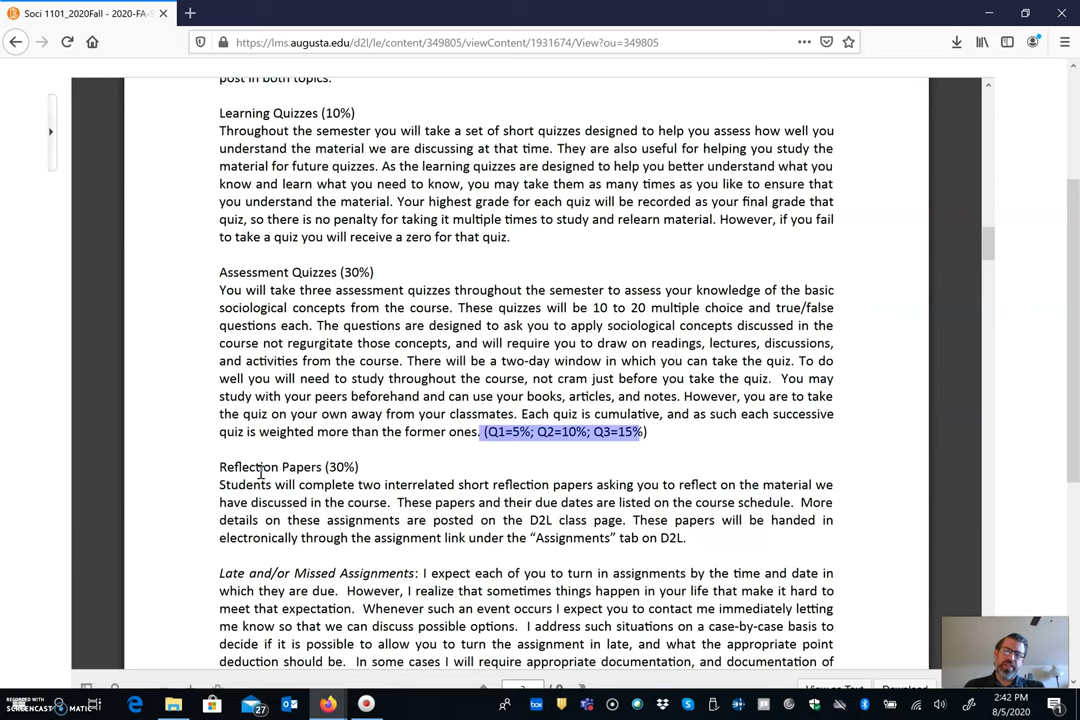 Soci 1101_2020Fall - 2020-FA-S
https://lms.augusta.edu/d2l/le/content/349805/viewContent/1931674/View?ou=349805
post in both topics.
Learning Quizzes (10%)
Throughout the semester you will take a set of short quizzes designed to help you assess how well you
understand the material we are discussing at that time. They are also useful for helping you study the
material for future quizzes. As the learning quizzes are designed to help you better understand what you
know and learn what you need to know, you may take them as many times as you like to ensure that
you understand the material. Your highest grade for each quiz will be recorded as your final grade that
quiz, so there is no penalty for taking it multiple times to study and relearn material. However, if you fail
to take a quiz you will receive a zero for that quiz.
Assessment Quizzes (30%)
You will take three assessment quizzes throughout the semester to assess your knowledge of the basic
sociological concepts from the course. These quizzes will be 10 to 20 multiple choice and true/false
questions each. The questions are designed to ask you to apply sociological concepts discussed in the
course not regurgitate those concepts, and will require you to draw on readings, lectures, discussions,
and activities from the course. There will be a two-day window in which you can take the quiz. To do
well you will need to study throughout the course, not cram just before you take the quiz. You may
study with your peers beforehand and can use your books, articles, and notes. However, you are to take
the quiz on your own away from your classmates. Each quiz is cumulative, and as such each successive
quiz is weighted more than the former ones. (Q1=5%; Q2=10%; Q3=15%)
Reflection Papers (30%)
Students will complete two interrelated short reflection papers asking you to reflect on the material we
have discussed in the course. These papers and their due dates are listed on the course schedule. More
details on these assignments are posted on the D2L class page. These papers will be handed in
electronically through the assignment link under the “Assignments” tab on D2L.
Late and/or Missed Assignments: I expect each of you to turn in assignments by the time and date in
which they are due. However, I realize that sometimes things happen in your life that make it hard to
meet that expectation. Whenever such an event occurs I expect you to contact me immediately letting
me know so that we can discuss possible options. I address such situations on a case-by-case basis to
decide if it is possible to allow you to turn the assignment in late, and what the appropriate point
deduction should be. In some cases I will require appropriate documentation, and documentation of
View as Text
Download
RECORDED WITH
SCREENCAST MATIC
27
2:42 PM
8/5/2020
1